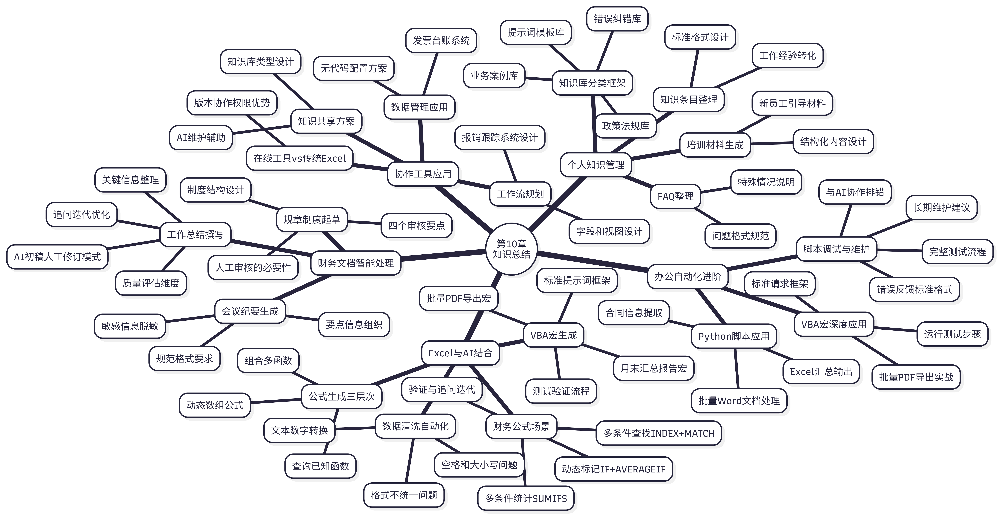 错误纠错库
提示词模板库
标准格式设计
发票台账系统
工作经验转化
知识库类型设计
无代码配置方案
业务案例库
知识库分类框架
知识条目整理
版本协作权限优势
数据管理应用
新员工引导材料
知识共享方案
政策法规库
AI维护辅助
报销跟踪系统设计
培训材料生成
结构化内容设计
在线工具vs传统Excel
协作工具应用
个人知识管理
关键信息整理
制度结构设计
工作流规划
FAQ整理
特殊情况说明
与AI协作排错
长期维护建议
追问迭代优化
规章制度起草
四个审核要点
工作总结撰写
字段和视图设计
问题格式规范
第10章
知识总结
AI初稿人工修订模式
人工审核的必要性
财务文档智能处理
脚本调试与维护
完整测试流程
质量评估维度
标准提示词框架
办公自动化进阶
标准请求框架
错误反馈标准格式
批量PDF导出宏
会议纪要生成
合同信息提取
敏感信息脱敏
要点信息组织
VBA宏生成
Python脚本应用
VBA宏深度应用
运行测试步骤
规范格式要求
组合多函数
Excel与AI结合
月末汇总报告宏
Excel汇总输出
批量PDF导出实战
动态数组公式
公式生成三层次
验证与追问迭代
测试验证流程
批量Word文档处理
文本数字转换
数据清洗自动化
财务公式场景
多条件查找INDEX+MATCH
查询已知函数
空格和大小写问题
动态标记IF+AVERAGEIF
格式不统一问题
多条件统计SUMIFS